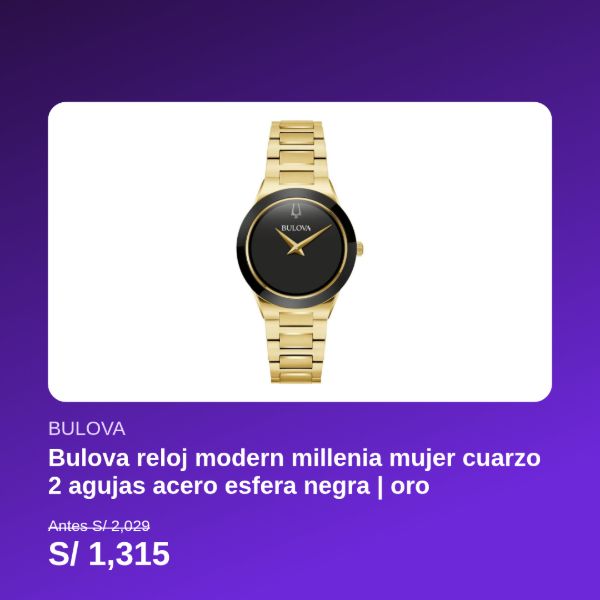 BULOVA
BULOVA
Bulova reloj modern millenia mujer cuarzo
2 agujas acero esfera negra | oro
Antes S/ 2,029
S/ 1,315